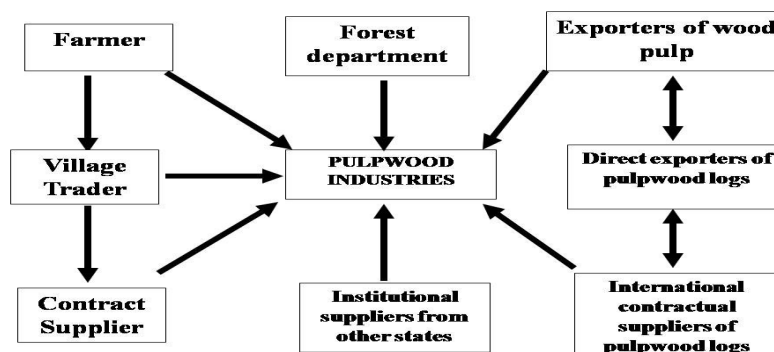 Farmer
Forest
department
Exporters of wood
pulp
Village
Trader
PULPWOOD
INDUSTRIES
Direct exporters of
pulpwood logs
Contract
Supplier
Institutional
suppliers from
other states
International
contractual
suppliers of
pulpwood logs